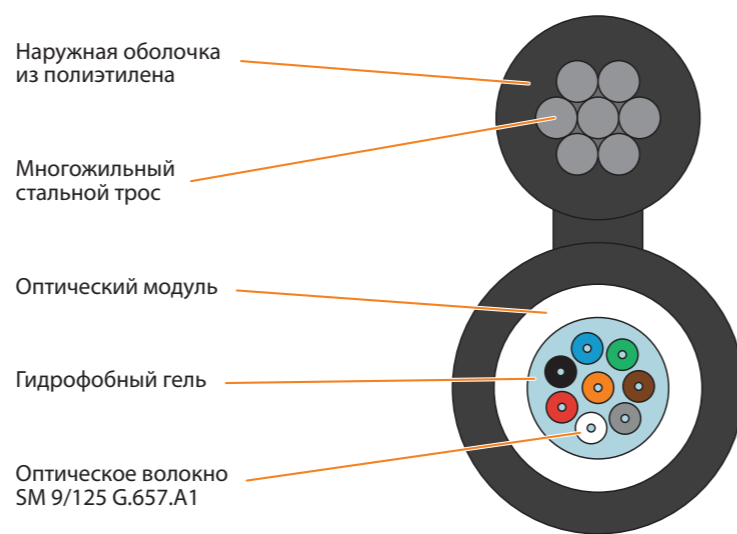 Наружная оболочка
из полиэтилена
Многожильный
стальной трос
Оптический модуль
Гидрофобный гель
Оптическое волокно
SM 9/125 G.657.A1